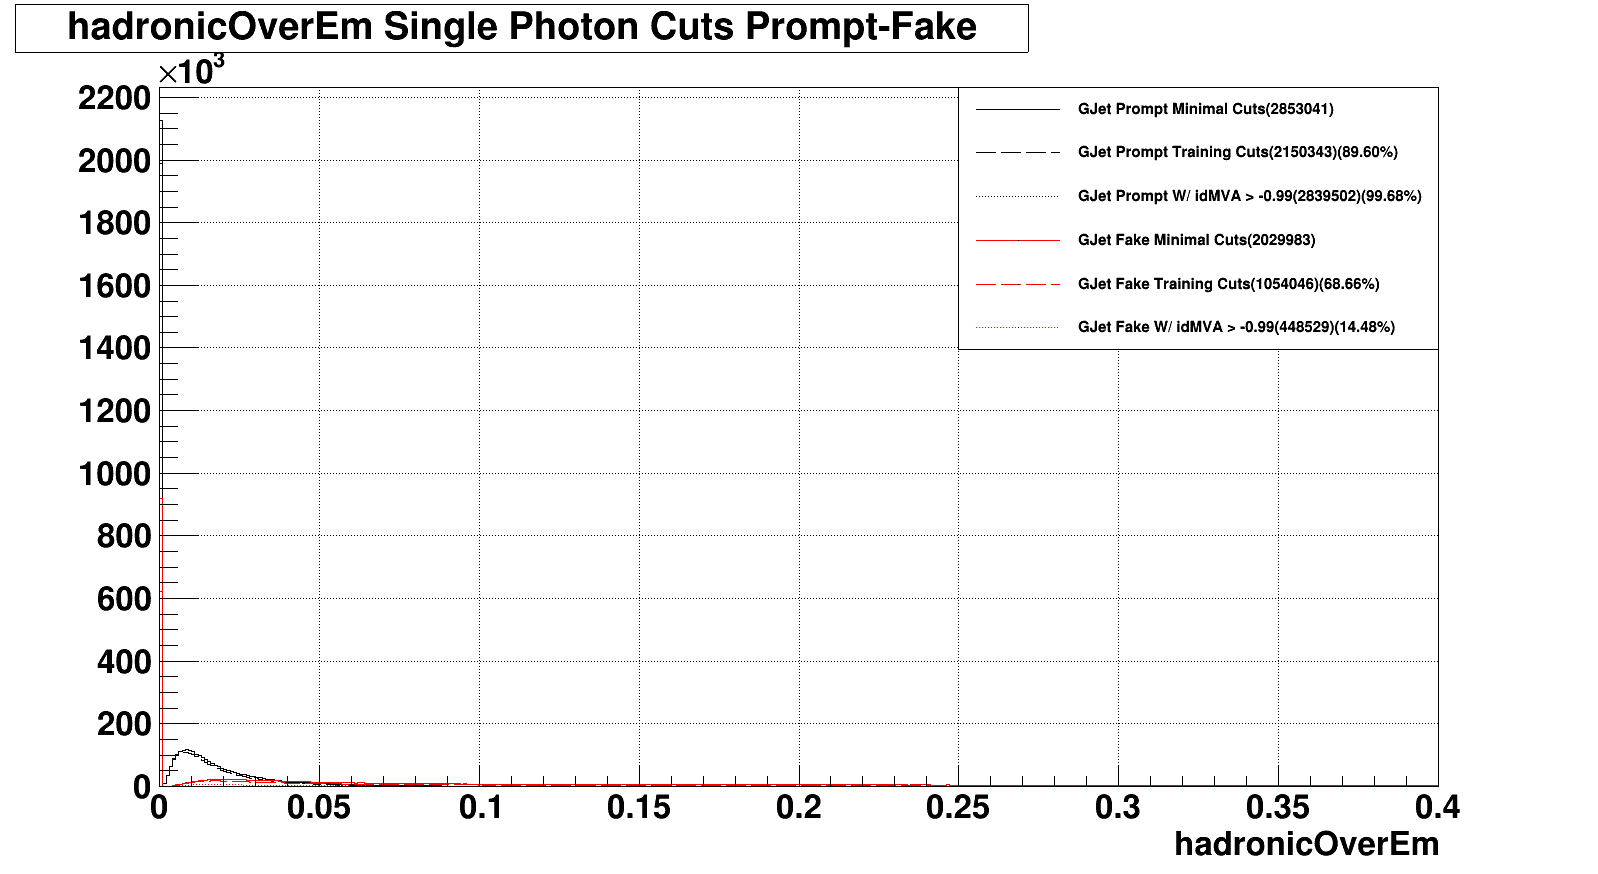 hadronicOverEm Single Photon Cuts Prompt-Fake
×10³
2200
2000
1800
1600
1400
1200
1000
800
600
400
200
0
GJet Prompt Minimal Cuts(2853041)
GJet Prompt Training Cuts(2150343)(89.60%)
GJet Prompt W/ idMVA > -0.99(2839502)(99.68%)
GJet Fake Minimal Cuts(2029983)
GJet Fake Training Cuts(1054046)(68.66%)
GJet Fake W/ idMVA > -0.99(448529)(14.48%)
0 0.05 0.1 0.15 0.2 0.25 0.3 0.35 0.4
hadronicOverEm